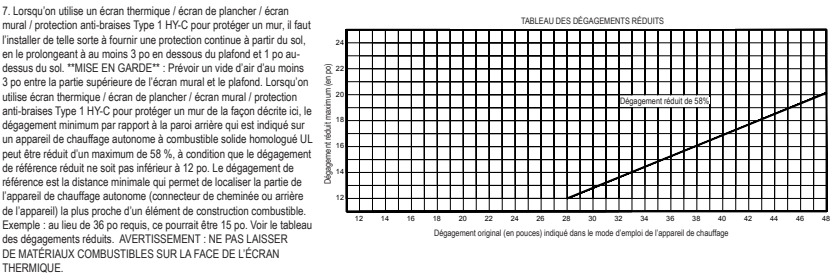 7. Lorsqu'on utilise un écran thermique / écran de plancher / écran
mural / protection anti-braises Type 1 HY-C pour protéger un mur, il faut
l'installer de telle sorte à fournir une protection continue à partir du sol,
en le prolongeant à au moins 3 po en dessous du plafond et 1 po au-
dessus du sol. **MISE EN GARDE** : Prévoir un vide d'air d'au moins
3 po entre la partie supérieure de l'écran mural et le plafond. Lorsqu'on
utilise écran thermique / écran de plancher / écran mural / protection
anti-braises Type 1 HY-C pour protéger un mur de la façon décrite ici, le
dégagement minimum par rapport à la paroi arrière qui est indiqué sur
un appareil de chauffage autonome à combustible solide homologué UL
peut être réduit d'un maximum de 58 %, à condition que le dégagement
de référence réduit ne soit pas inférieur à 12 po. Le dégagement de
référence est la distance minimale qui permet de localiser la partie de
l'appareil de chauffage autonome (connecteur de cheminée ou arrière
de l'appareil) la plus proche d'un élément de construction combustible.
Exemple : au lieu de 36 po requis, ce pourrait être 15 po. Voir le tableau
des dégagements réduits. AVERTISSEMENT : NE PAS LAISSER
DE MATÉRIAUX COMBUSTIBLES SUR LA FACE DE L'ÉCRAN
THERMIQUE.
TABLEAU DES DÉGAGEMENTS RÉDUITS
Dégagement réduit maximum (en po)
24
22
20
18
16
14
12
Dégagement réduit de 58%
12 14 16 18 20 22 24 26 28 30 32 34 36 38 40 42 44 46 48
Dégagement original (en pouces) indiqué dans le mode d'emploi de l'appareil de chauffage